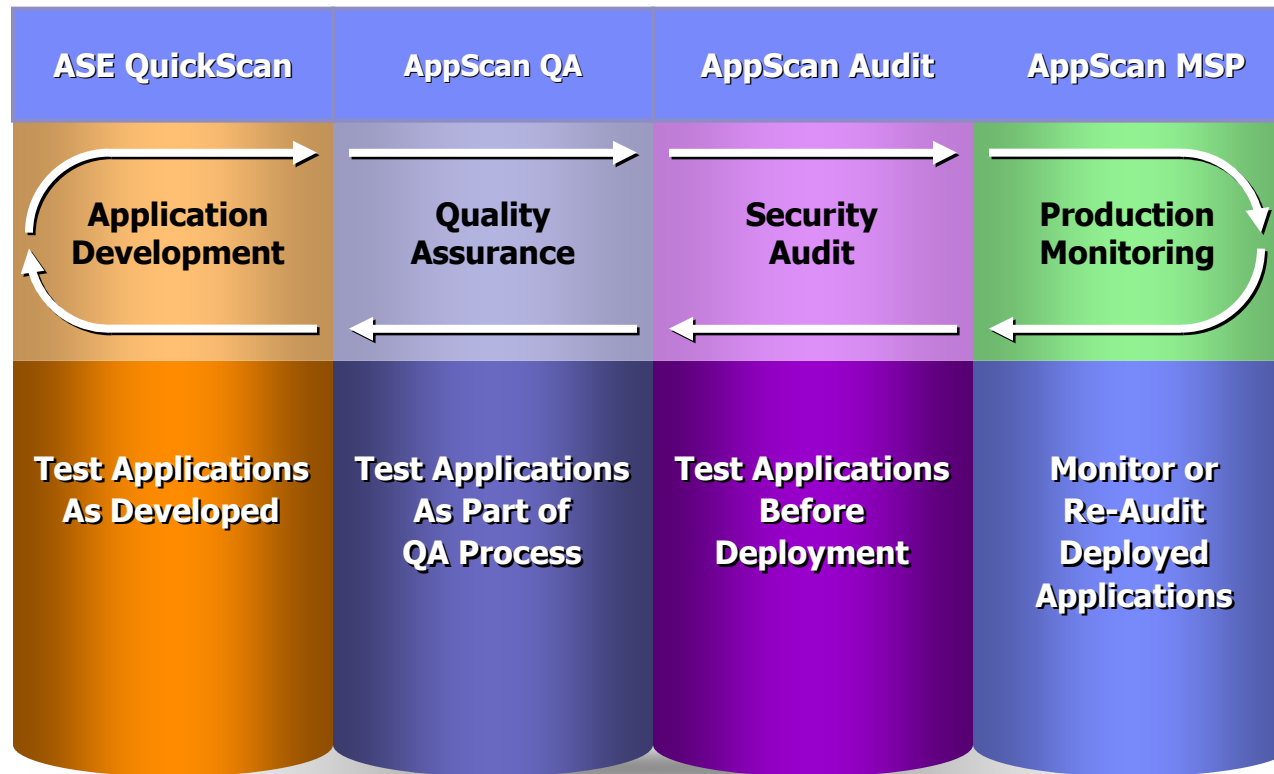 ASE QuickScan
AppScan QA
AppScan Audit
AppScan MSP
Application
Development
Quality
Assurance
Security
Audit
Production
Monitoring
Test Applications
As Developed
Test Applications
As Part of
QA Process
Test Applications
Before
Deployment
Monitor or
Re-Audit
Deployed
Applications